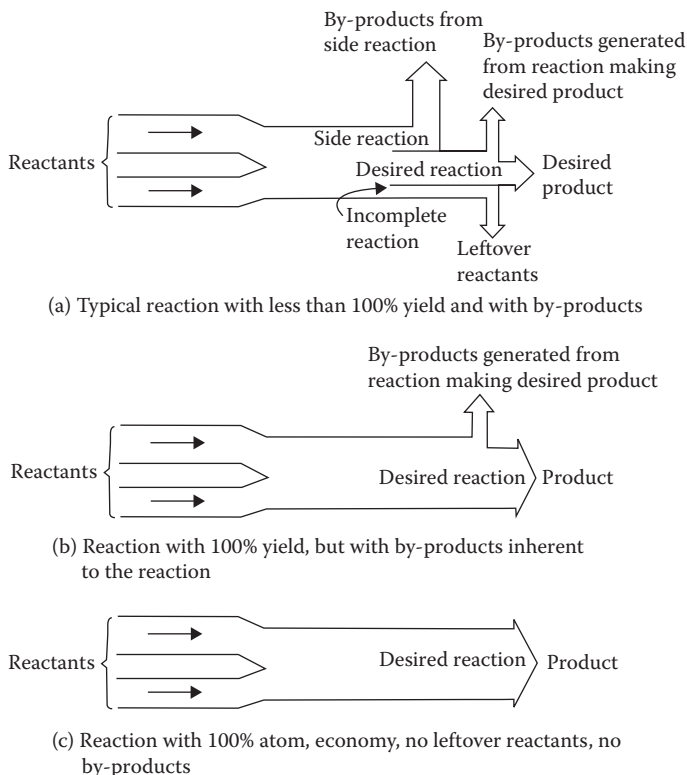 By-products from
side reaction
By-products generated
from reaction making
desired product
Side reaction
Reactants
Desired reaction
Desired
product
Incomplete
reaction
Leftover
reactants
(a) Typical reaction with less than 100% yield and with by-products
By-products generated from
reaction making desired product
Reactants
Desired reaction
Product
(b) Reaction with 100% yield, but with by-products inherent
to the reaction
Reactants
Desired reaction
Product
(c) Reaction with 100% atom, economy, no leftover reactants, no
by-products